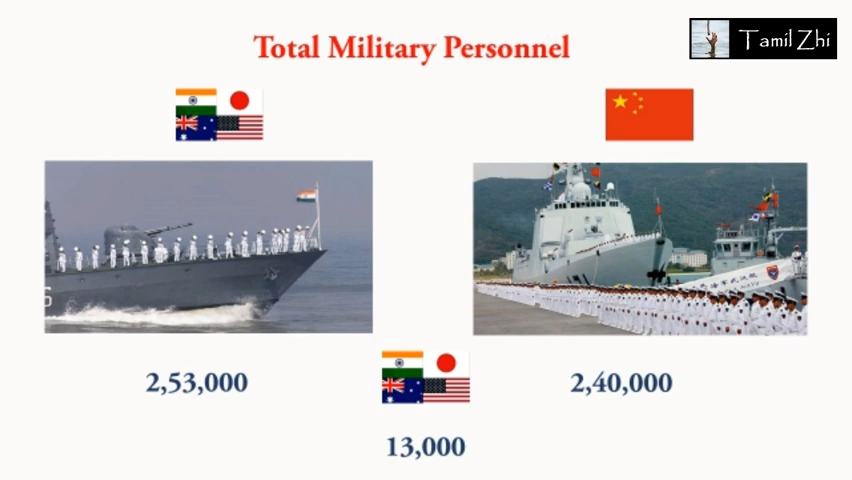 Total Military Personnel
Tamil Zhi
2,53,000
2,40,000
13,000